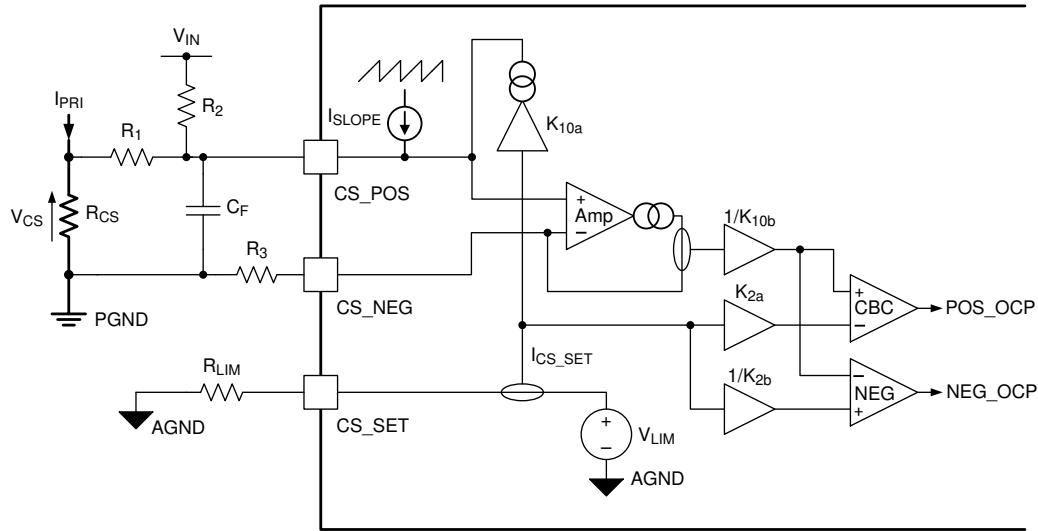 V_IN
I_PRI
R_2
R_1
I_SLOPE
K_10a
CS_POS
V_CS
R_CS
C_F
+
Amp
−
1/K_10b
R_3
CS_NEG
PGND
K_2a
+
CBC
−
POS_OCP
I_CS_SET
R_LIM
1/K_2b
−
NEG
+
NEG_OCP
AGND
CS_SET
+
−
V_LIM
AGND